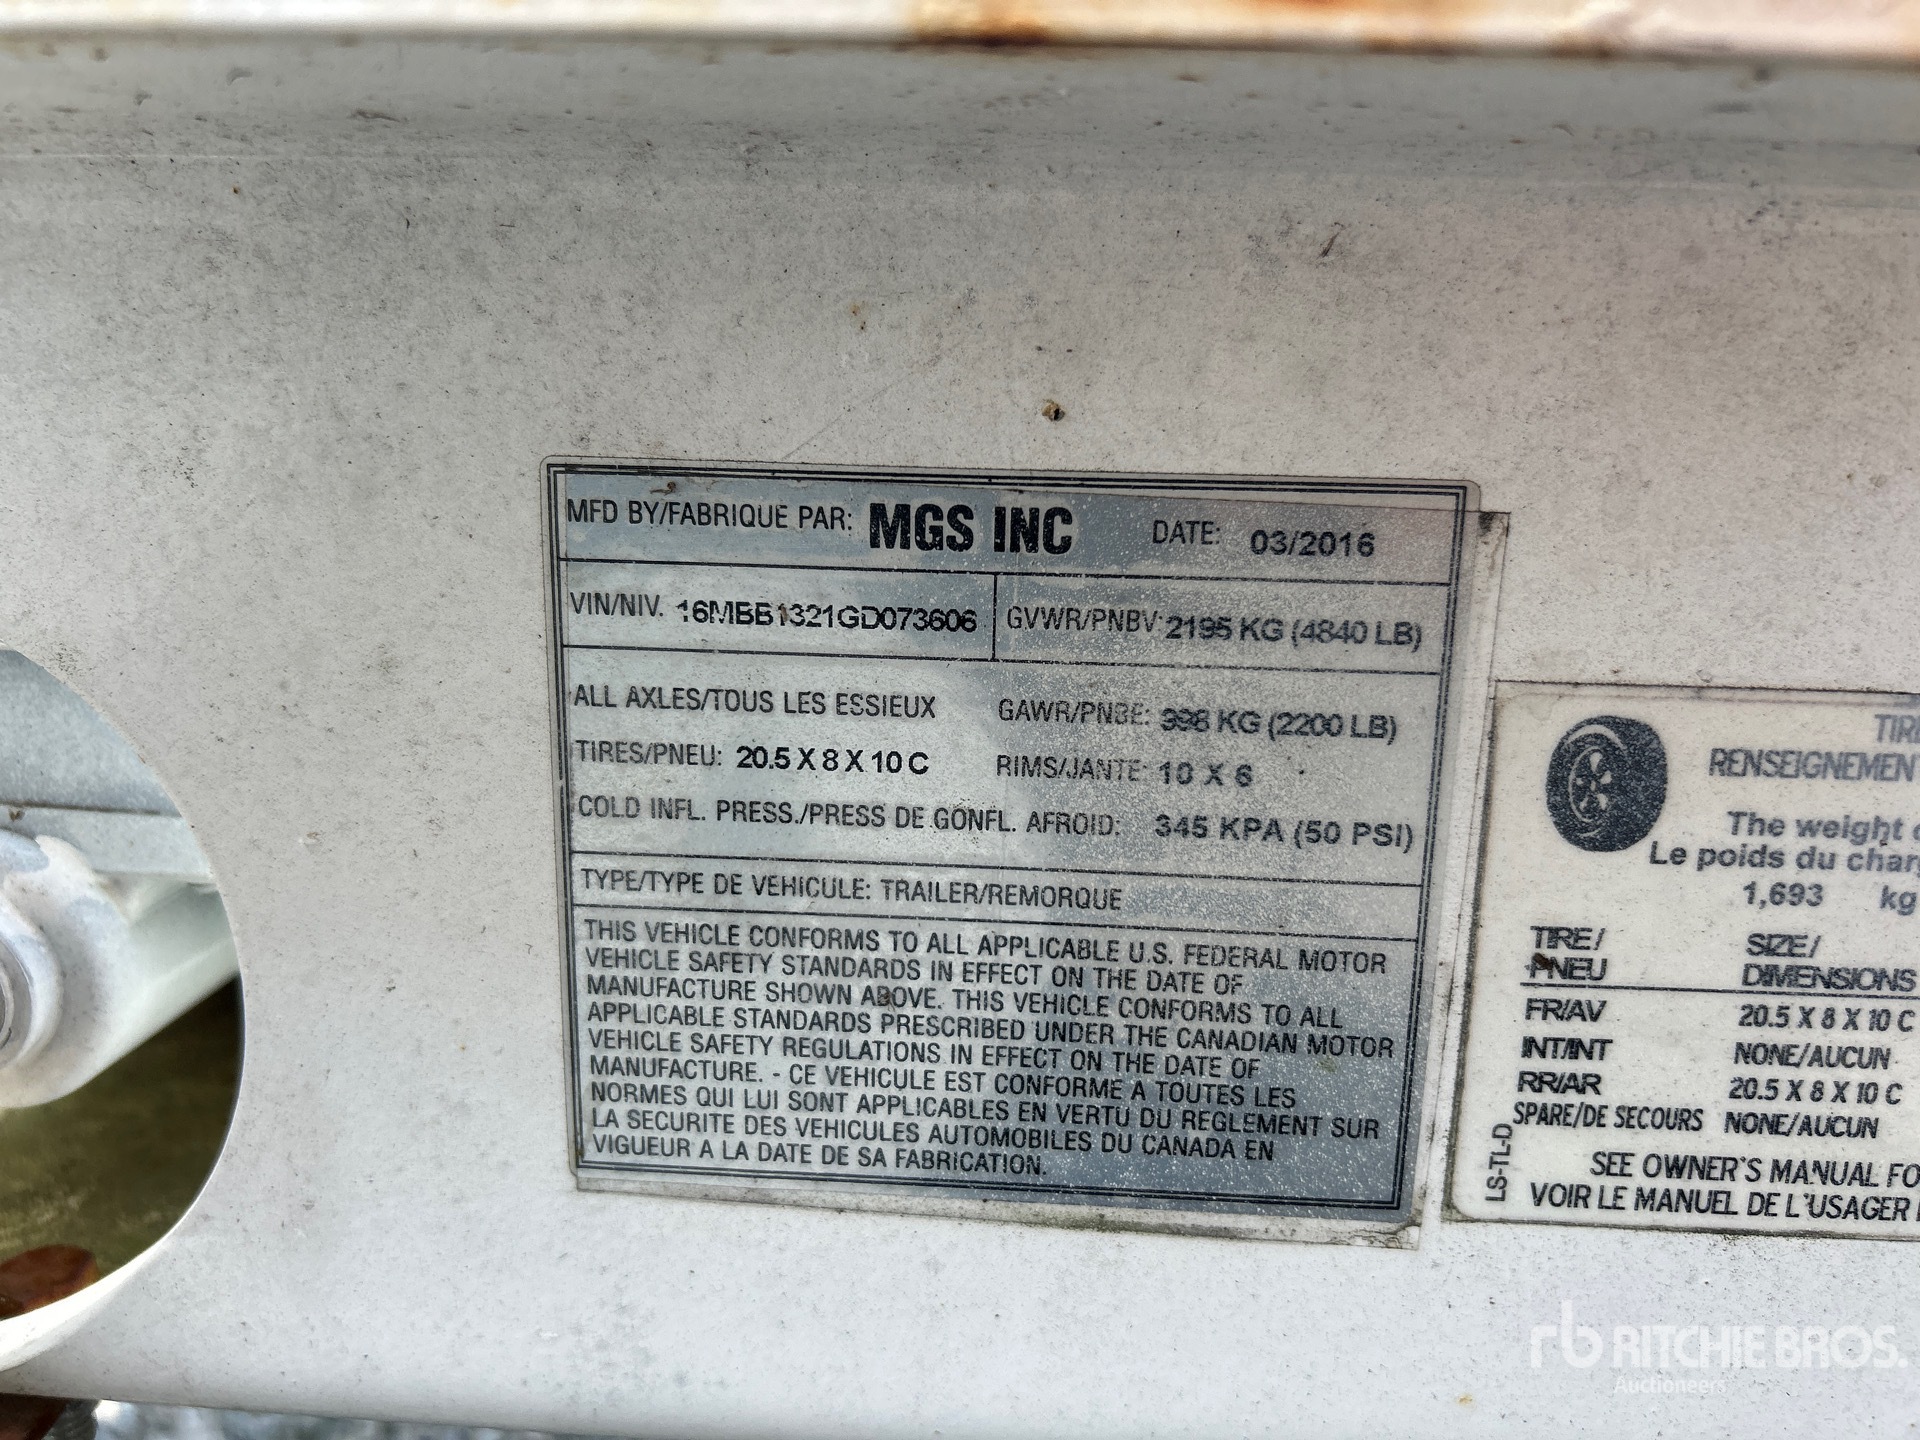 MFD BY/FABRIQUE PAR: MGS INC DATE: 03/2016
VIN/NIV. 16MBB1321GD073606 GVWR/PNBV: 2195 KG (4840 LB)
ALL AXLES/TOUS LES ESSIEUX GAWR/PNBE: 998 KG (2200 LB)
TIRES/PNEU: 20.5 X 8 X 10 C RIMS/JANTE: 10 X 6
COLD INFL. PRESS./PRESS DE GONFL. AFROID: 345 KPA (50 PSI)
TYPE/TYPE DE VEHICULE: TRAILER/REMORQUE
THIS VEHICLE CONFORMS TO ALL APPLICABLE U.S. FEDERAL MOTOR
VEHICLE SAFETY STANDARDS IN EFFECT ON THE DATE OF
MANUFACTURE SHOWN ABOVE. THIS VEHICLE CONFORMS TO ALL
APPLICABLE STANDARDS PRESCRIBED UNDER THE CANADIAN MOTOR
VEHICLE SAFETY REGULATIONS IN EFFECT ON THE DATE OF
MANUFACTURE. - CE VEHICULE EST CONFORME A TOUTES LES
NORMES QUI LUI SONT APPLICABLES EN VERTU DU REGLEMENT SUR
LA SECURITE DES VEHICULES AUTOMOBILES DU CANADA EN
VIGUEUR A LA DATE DE SA FABRICATION.
The weight
Le poids du
1,693 kg
TIRE/ SIZE/
PNEU DIMENSIONS
FR/AV 20.5 X 8 X 10 C
INT/INT NONE/AUCUN
RR/AR 20.5 X 8 X 10 C
SPARE/DE SECOURS NONE/AUCUN
SEE OWNER'S MANUAL
VOIR LE MANUEL DE L'USAGER
LS-TL-D
rb RITCHIE BROS.
Auctioneers